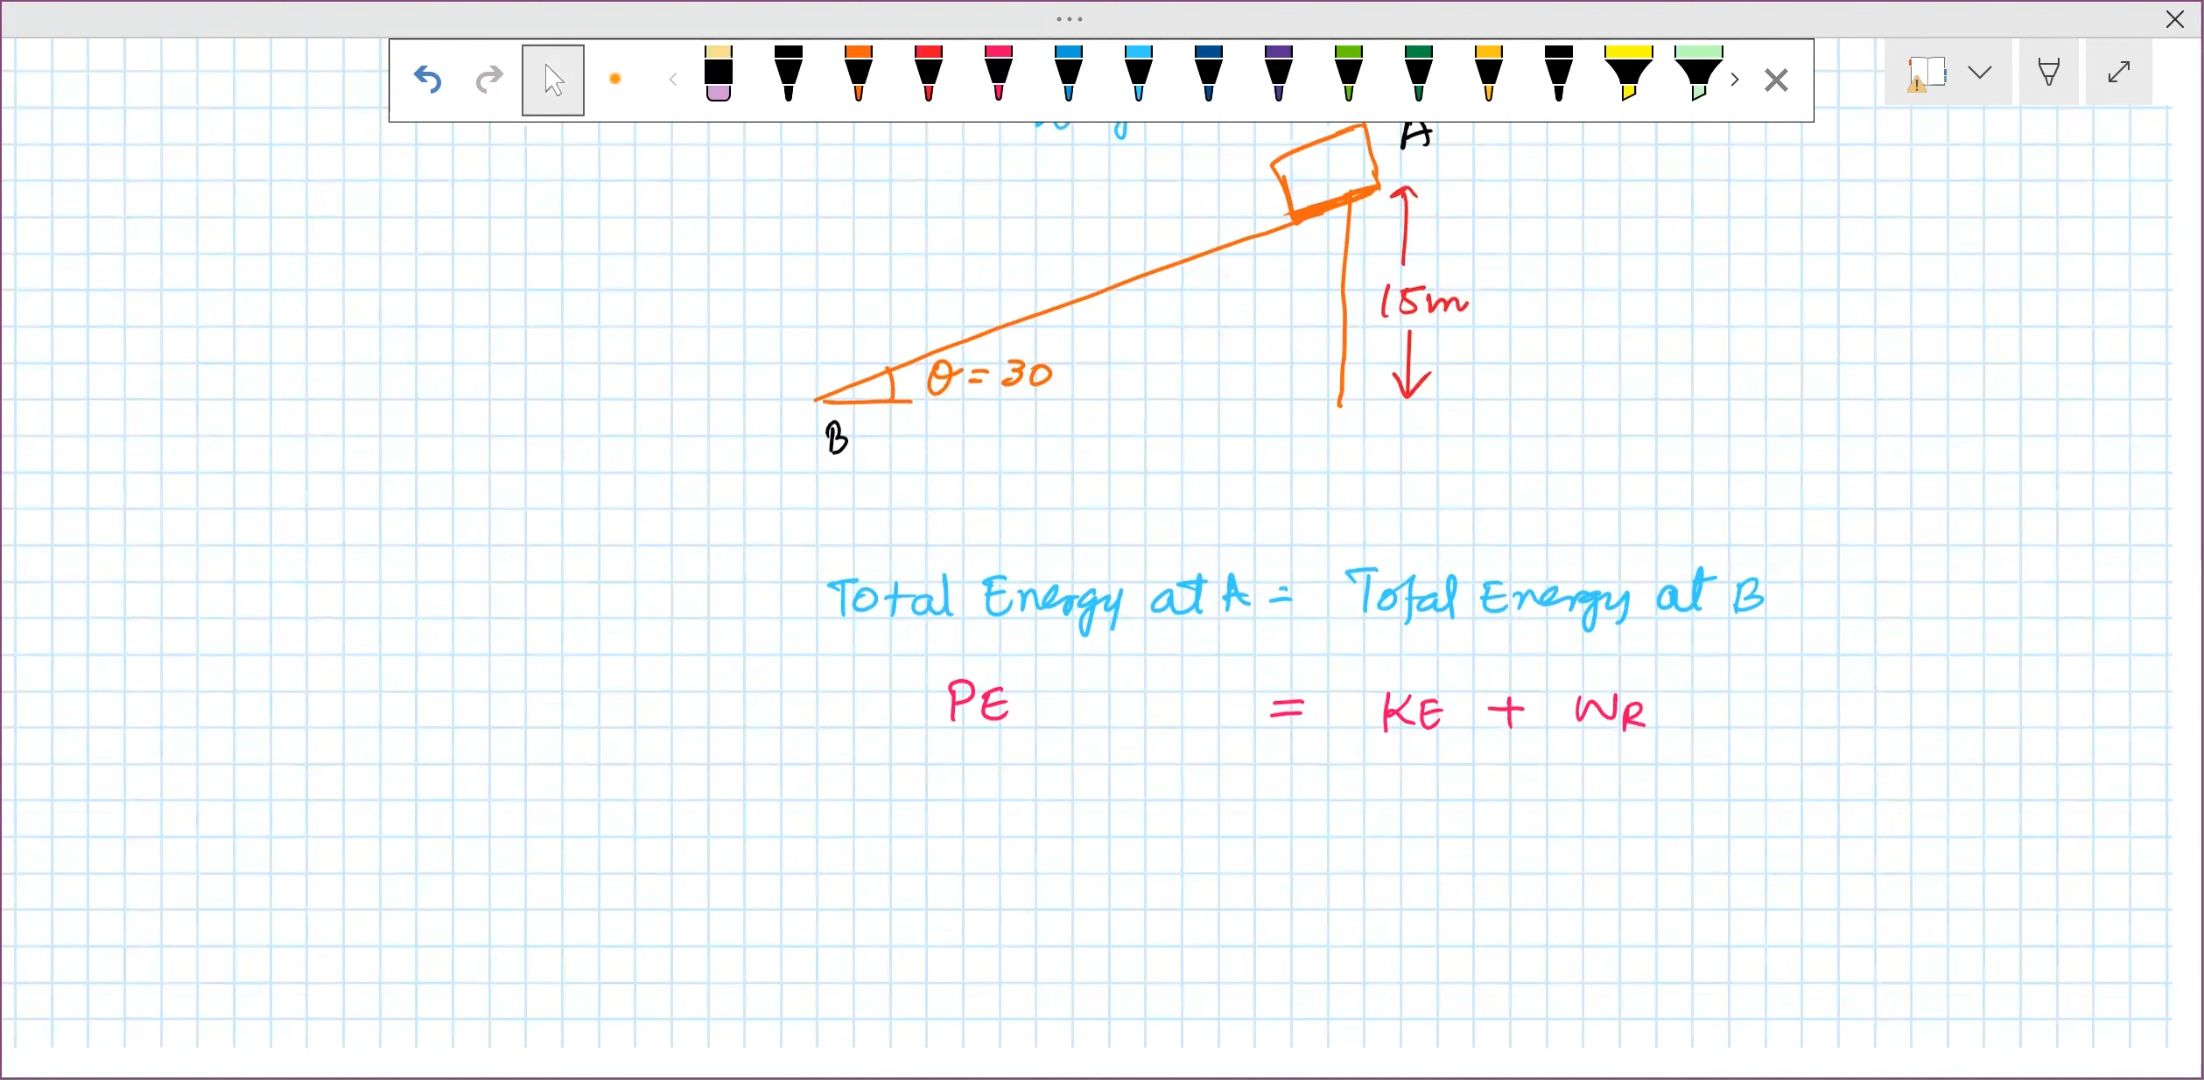 A
15m
θ = 30
B
Total Energy at A = Total Energy at B
PE = KE + WR